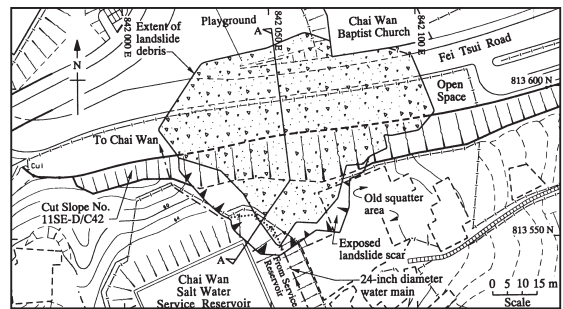 842 000 E
Extent of
landslide
debris
Playground
A
842 050 E
Chai Wan
Baptist Church
842 100 E
Fei Tsui Road
N
Open
Space
813 600 N
To Chai Wan
Cut
Cut Slope No.
11SE-D/C42
Old squatter
area
Exposed
landslide scar
813 550 N
A
From Service
Reservoir
24-inch diameter
water main
Chai Wan
Salt Water
Service Reservoir
0 5 10 15 m
Scale